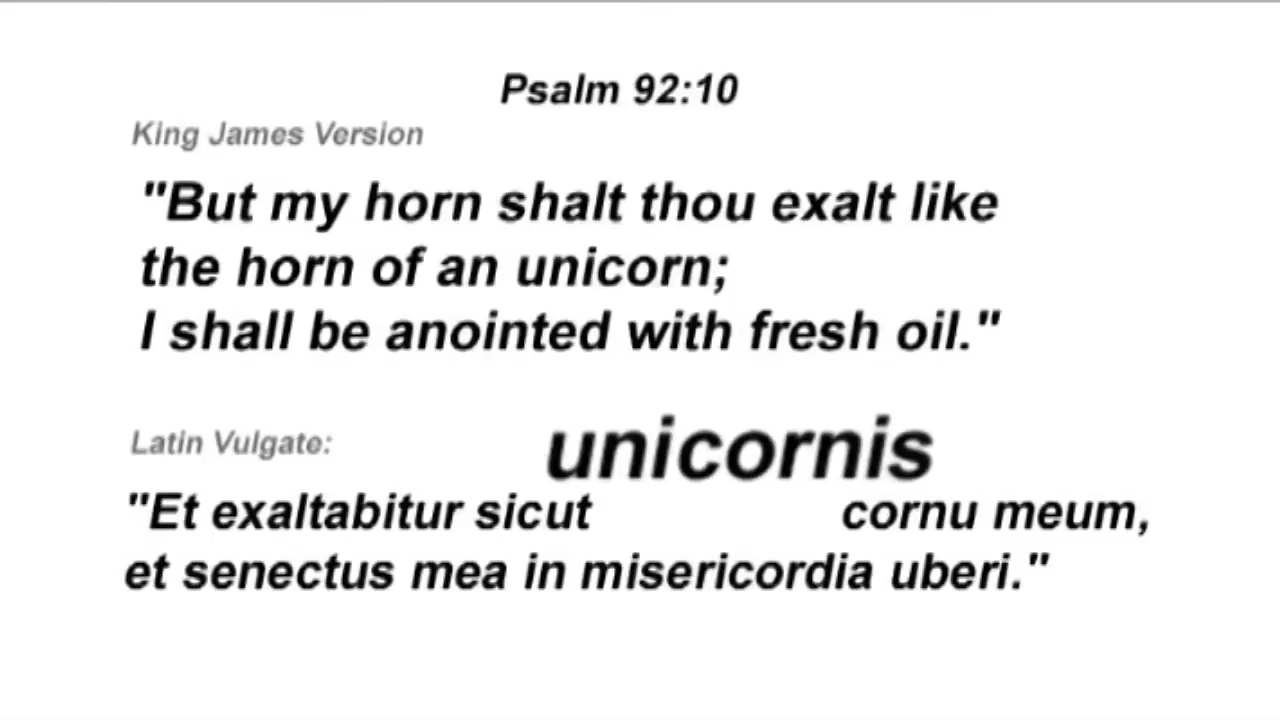 Psalm 92:10
King James Version
"But my horn shalt thou exalt like
the horn of an unicorn;
I shall be anointed with fresh oil."
Latin Vulgate:
unicornis
"Et exaltabitur sicut cornu meum,
et senectus mea in misericordia uberi."